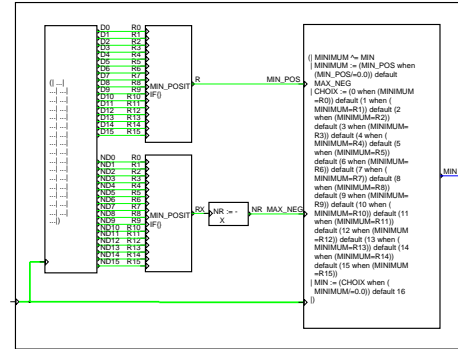 (| ...|
...| ...|
...| ...|
...| ...|
...| ...|
...| ...|
...| ...|
...| ...|
...|)
D0 R0
D1 R1
D2 R2
D3 R3
D4 R4
D5 R5
D6 R6
D7 R7
D8 R8
D9 R9
D10 R10
D11 R11
D12 R12
D13 R13
D14 R14
D15 R15
MIN_POSIT
IF()
R MIN_POS
ND0 R0
ND1 R1
ND2 R2
ND3 R3
ND4 R4
ND5 R5
ND6 R6
ND7 R7
ND8 R8
ND9 R9
ND10 R10
ND11 R11
ND12 R12
ND13 R13
ND14 R14
ND15 R15
MIN_POSIT
IF()
RX
NR := -
X
NR MAX_NEG
(| MINIMUM ^= MIN
| MINIMUM := (MIN_POS when
(MIN_POS/=0.0)) default
MAX_NEG
| CHOIX := (0 when (MINIMUM
=R0)) default (1 when (
MINIMUM=R1)) default (2
when (MINIMUM=R2))
default (3 when (MINIMUM=
R3)) default (4 when (
MINIMUM=R4)) default (5
when (MINIMUM=R5))
default (6 when (MINIMUM=
R6)) default (7 when (
MINIMUM=R7)) default (8
when (MINIMUM=R8))
default (9 when (MINIMUM=
R9)) default (10 when (
MINIMUM=R10)) default (11
when (MINIMUM=R11))
default (12 when (MINIMUM
=R12)) default (13 when (
MINIMUM=R13)) default (14
when (MINIMUM=R14))
default (15 when (MINIMUM
=R15))
| MIN := (CHOIX when (
MINIMUM/=0.0)) default 16
|)
MIN